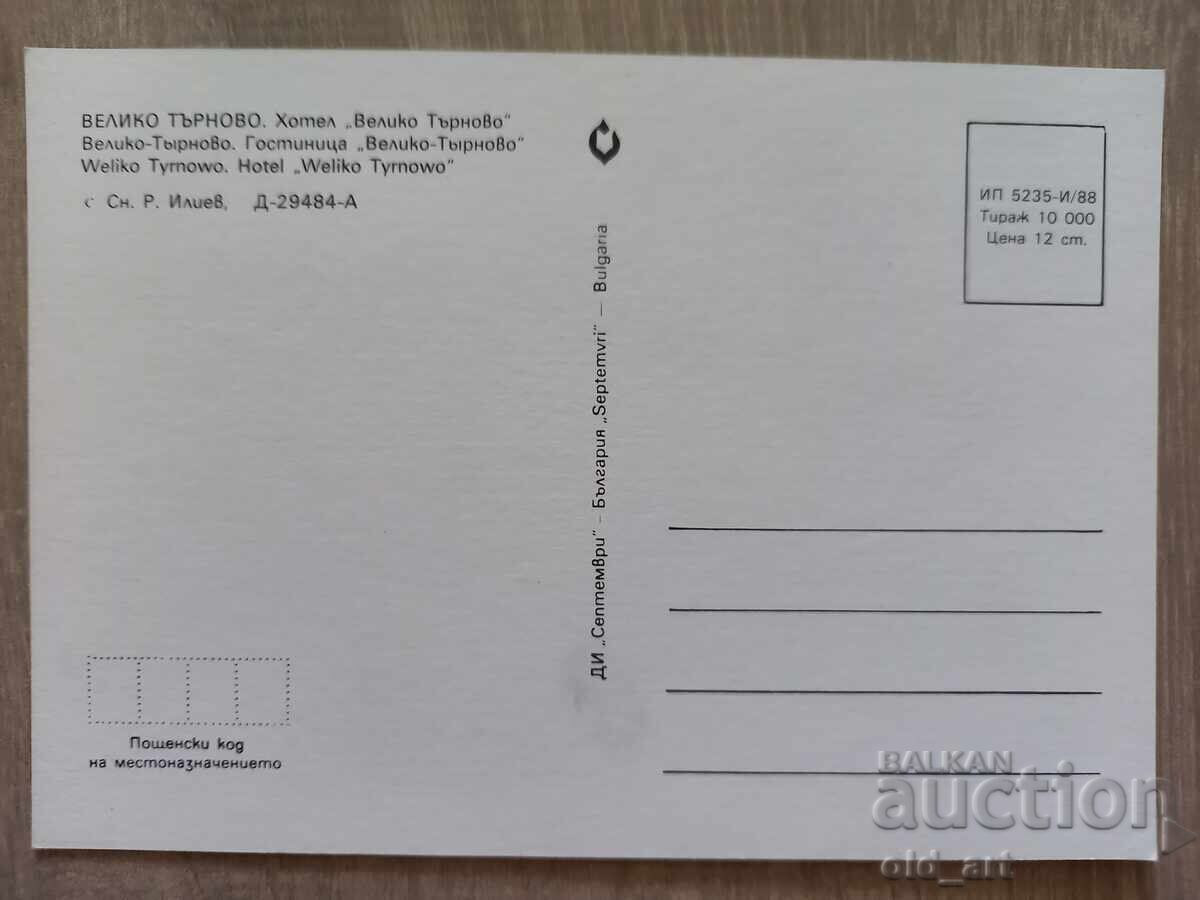 ВЕЛИКО ТЪРНОВО. Хотел „Велико Търново“
Велико-Тырново. Гостиница „Велико-Тырново“
Weliko Tyrnowo. Hotel „Weliko Tyrnowo“
с Сн. Р. Илиев, Д-29484-А
ДИ „Септември“ – България „Septemvri“ – Bulgaria
ИП 5235-И/88
Тираж 10 000
Цена 12 ст.
Пощенски код
на местоназначението
BALKAN
auction
old_art